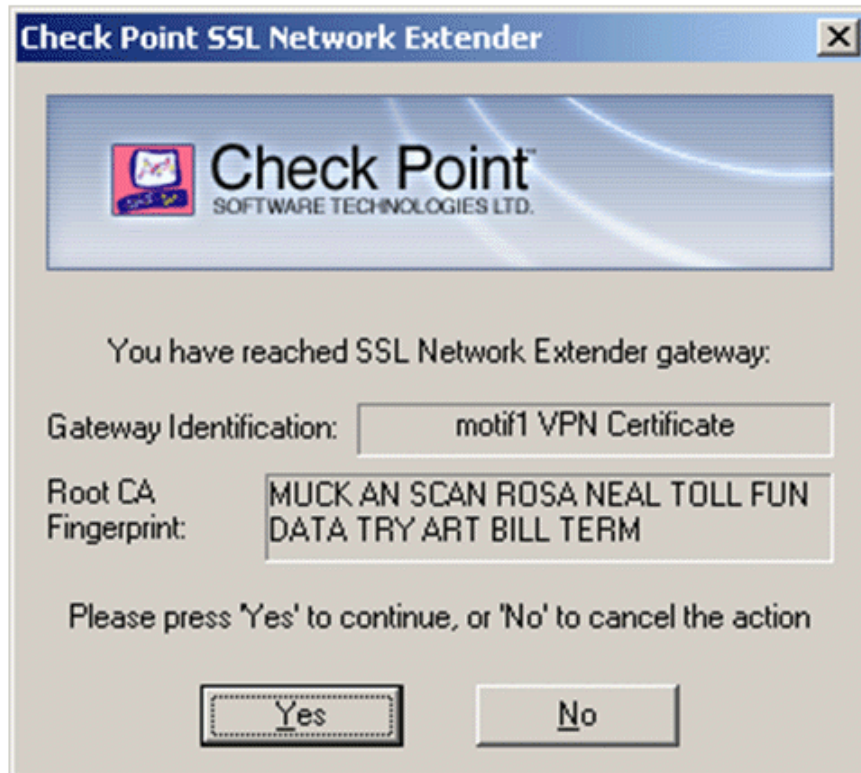 Check Point SSL Network Extender
Check Point™
SOFTWARE TECHNOLOGIES LTD.
You have reached SSL Network Extender gateway:
Gateway Identification: motif1 VPN Certificate
Root CA Fingerprint: MUCK AN SCAN ROSA NEAL TOLL FUN
DATA TRY ART BILL TERM
Please press 'Yes' to continue, or 'No' to cancel the action
Yes No